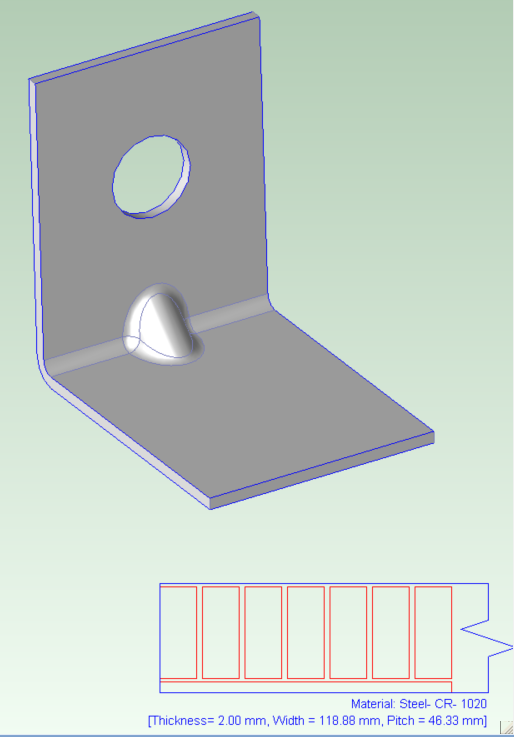 Material: Steel- CR- 1020
[Thickness= 2.00 mm, Width = 118.88 mm, Pitch = 46.33 mm]